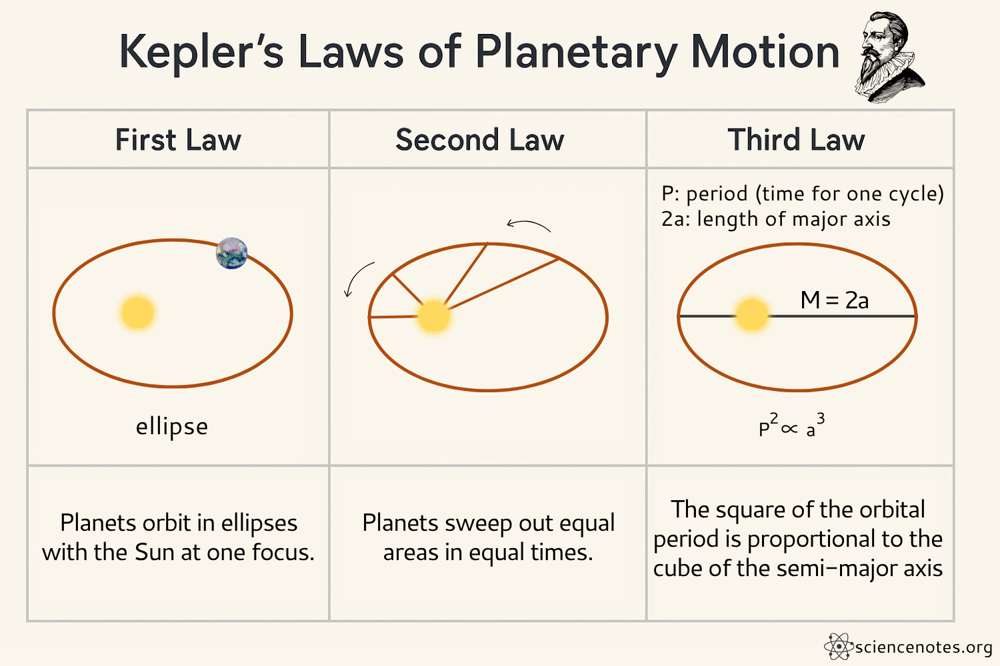 Kepler's Laws of Planetary Motion
First Law
Second Law
Third Law
P: period (time for one cycle)
2a: length of major axis
M = 2a
ellipse
P² ∝ a³
Planets orbit in ellipses
with the Sun at one focus.
Planets sweep out equal
areas in equal times.
The square of the orbital
period is proportional to the
cube of the semi-major axis
sciencenotes.org